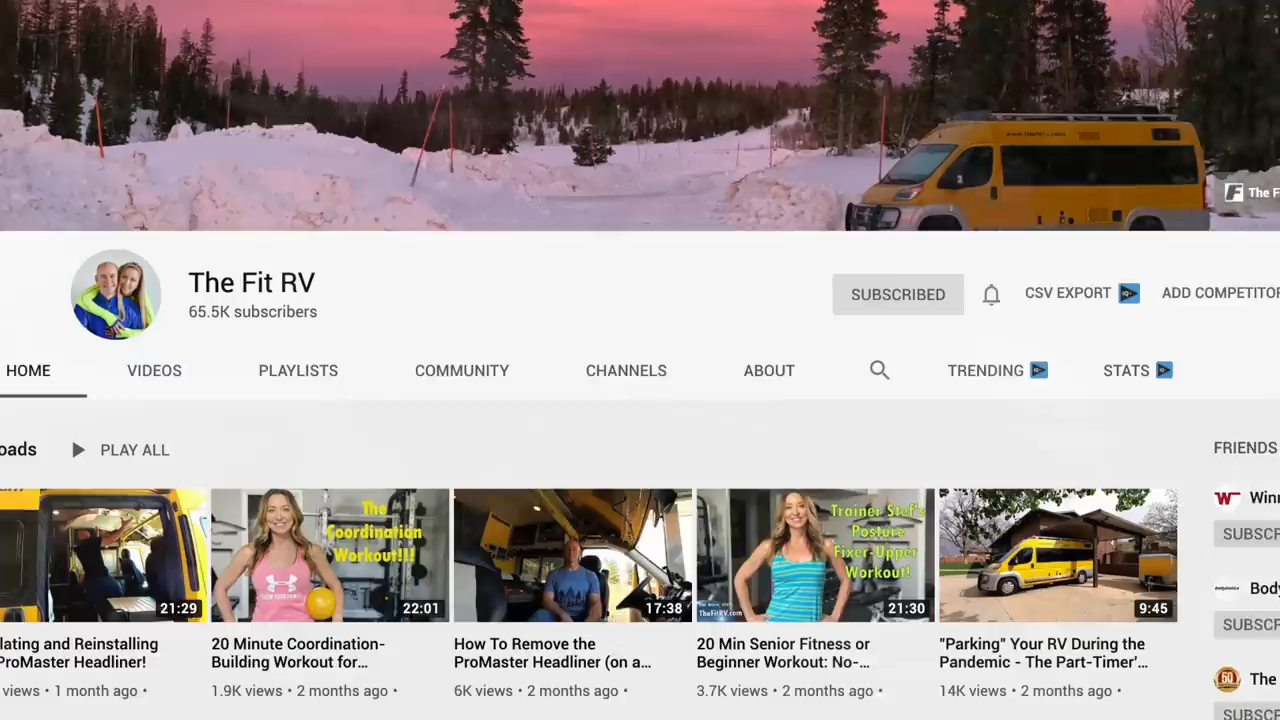 The F
The Fit RV
65.5K subscribers
SUBSCRIBED
CSV EXPORT
ADD COMPETITOR
HOME
VIDEOS
PLAYLISTS
COMMUNITY
CHANNELS
ABOUT
TRENDING
STATS
oads
PLAY ALL
FRIENDS
21:29
The
Coordination
Workout!!!
22:01
17:38
Trainer Stef's
Posture
Fixer-Upper
Workout!
TheFitRV.com
21:30
9:45
lating and Reinstalling
ProMaster Headliner!
views • 1 month ago •
20 Minute Coordination-
Building Workout for…
1.9K views • 2 months ago •
How To Remove the
ProMaster Headliner (on a…
6K views • 2 months ago •
20 Min Senior Fitness or
Beginner Workout: No-…
3.7K views • 2 months ago •
"Parking" Your RV During the
Pandemic - The Part-Timer'…
14K views • 2 months ago •
Winn
SUBSCR
Body
SUBSCR
The
SUBSCR